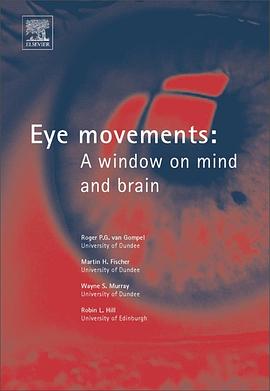 ELSEVIER
Eye movements:
A window on mind
and brain
Roger P.G. van Gompel
University of Dundee
Martin H. Fischer
University of Dundee
Wayne S. Murray
University of Dundee
Robin L. Hill
University of Edinburgh